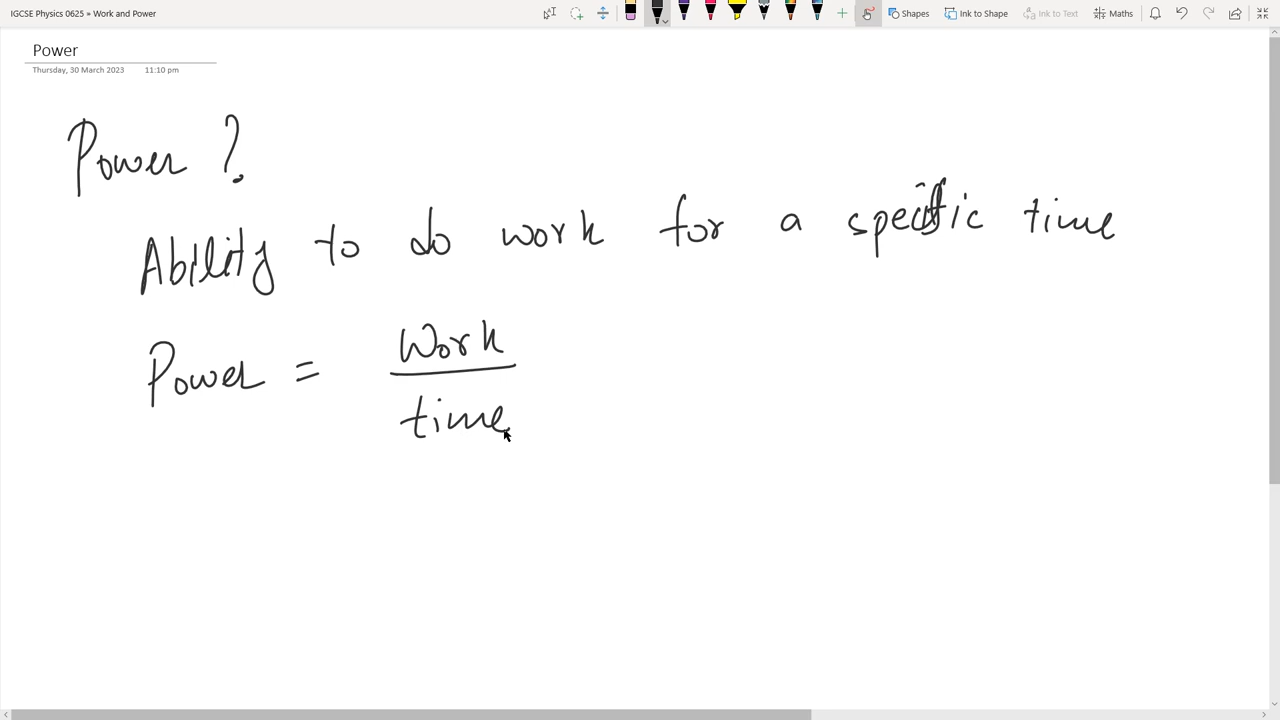 IGCSE Physics 0625 » Work and Power
Shapes Ink to Shape Ink to Text Maths
Power
Thursday, 30 March 2023 11:10 pm
Power ?
Ability to do work for a specific time
Power = Work
time